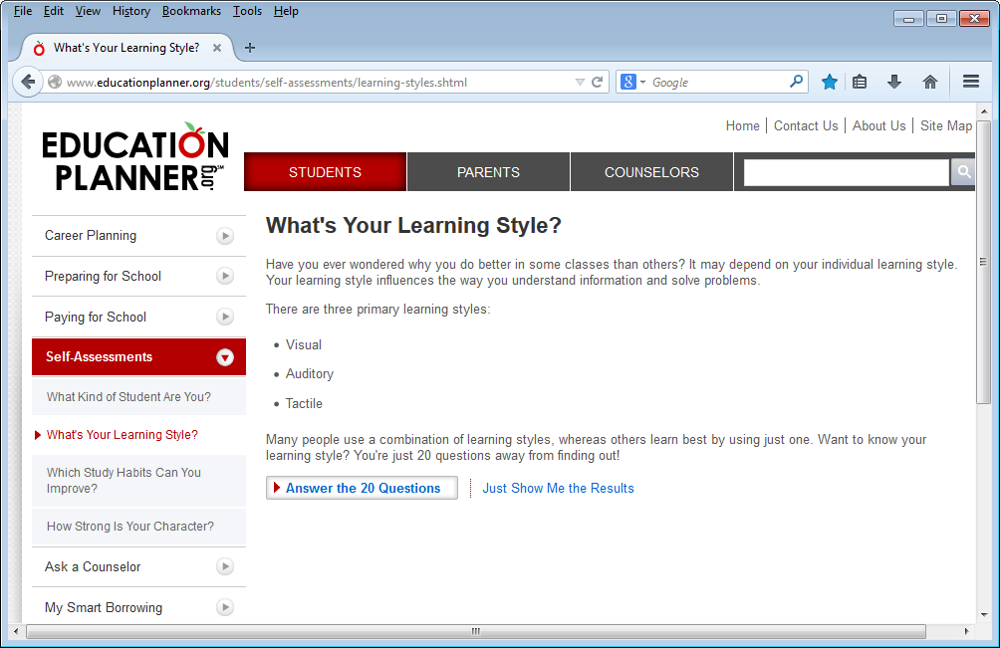 File Edit View History Bookmarks Tools Help
What's Your Learning Style?
www.educationplanner.org/students/self-assessments/learning-styles.shtml
Google
Home | Contact Us | About Us | Site Map
EDUCATION
PLANNER.org℠
STUDENTS PARENTS COUNSELORS
Career Planning
Preparing for School
Paying for School
Self-Assessments
What Kind of Student Are You?
What's Your Learning Style?
Which Study Habits Can You
Improve?
How Strong Is Your Character?
Ask a Counselor
My Smart Borrowing
What's Your Learning Style?
Have you ever wondered why you do better in some classes than others? It may depend on your individual learning style.
Your learning style influences the way you understand information and solve problems.
There are three primary learning styles:
• Visual
• Auditory
• Tactile
Many people use a combination of learning styles, whereas others learn best by using just one. Want to know your
learning style? You're just 20 questions away from finding out!
Answer the 20 Questions Just Show Me the Results